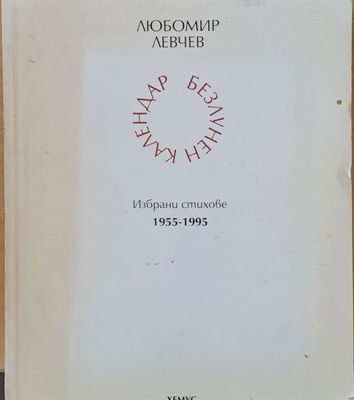 ЛЮБОМИР
ЛЕВЧЕВ
БЕЗЛУНЕН КАЛЕНДАР
Избрани стихове
1955-1995
ХЕМУС